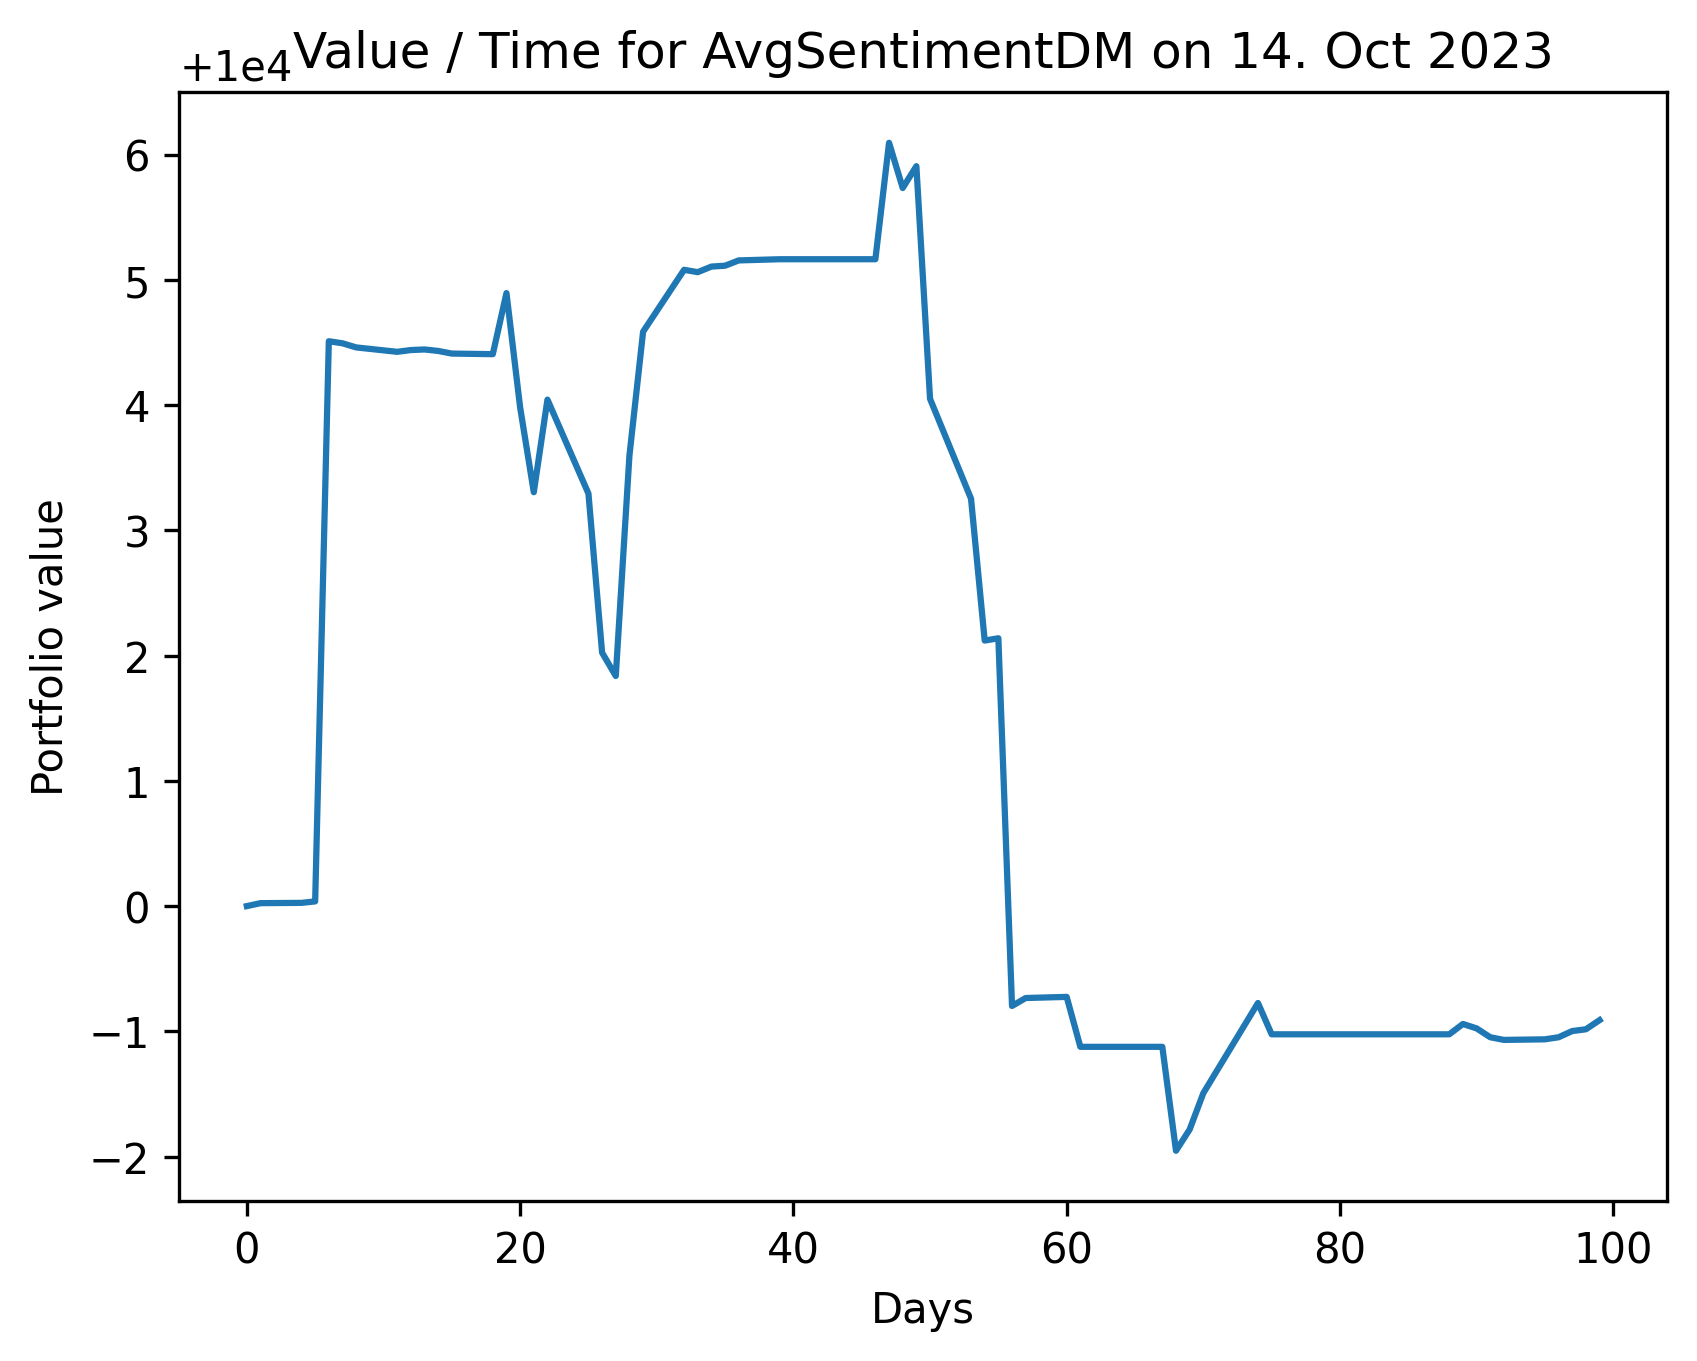 Value / Time for AvgSentimentDM on 14. Oct 2023
+1e4
6
5
4
3
2
1
0
−1
−2
Portfolio value
0 20 40 60 80 100
Days